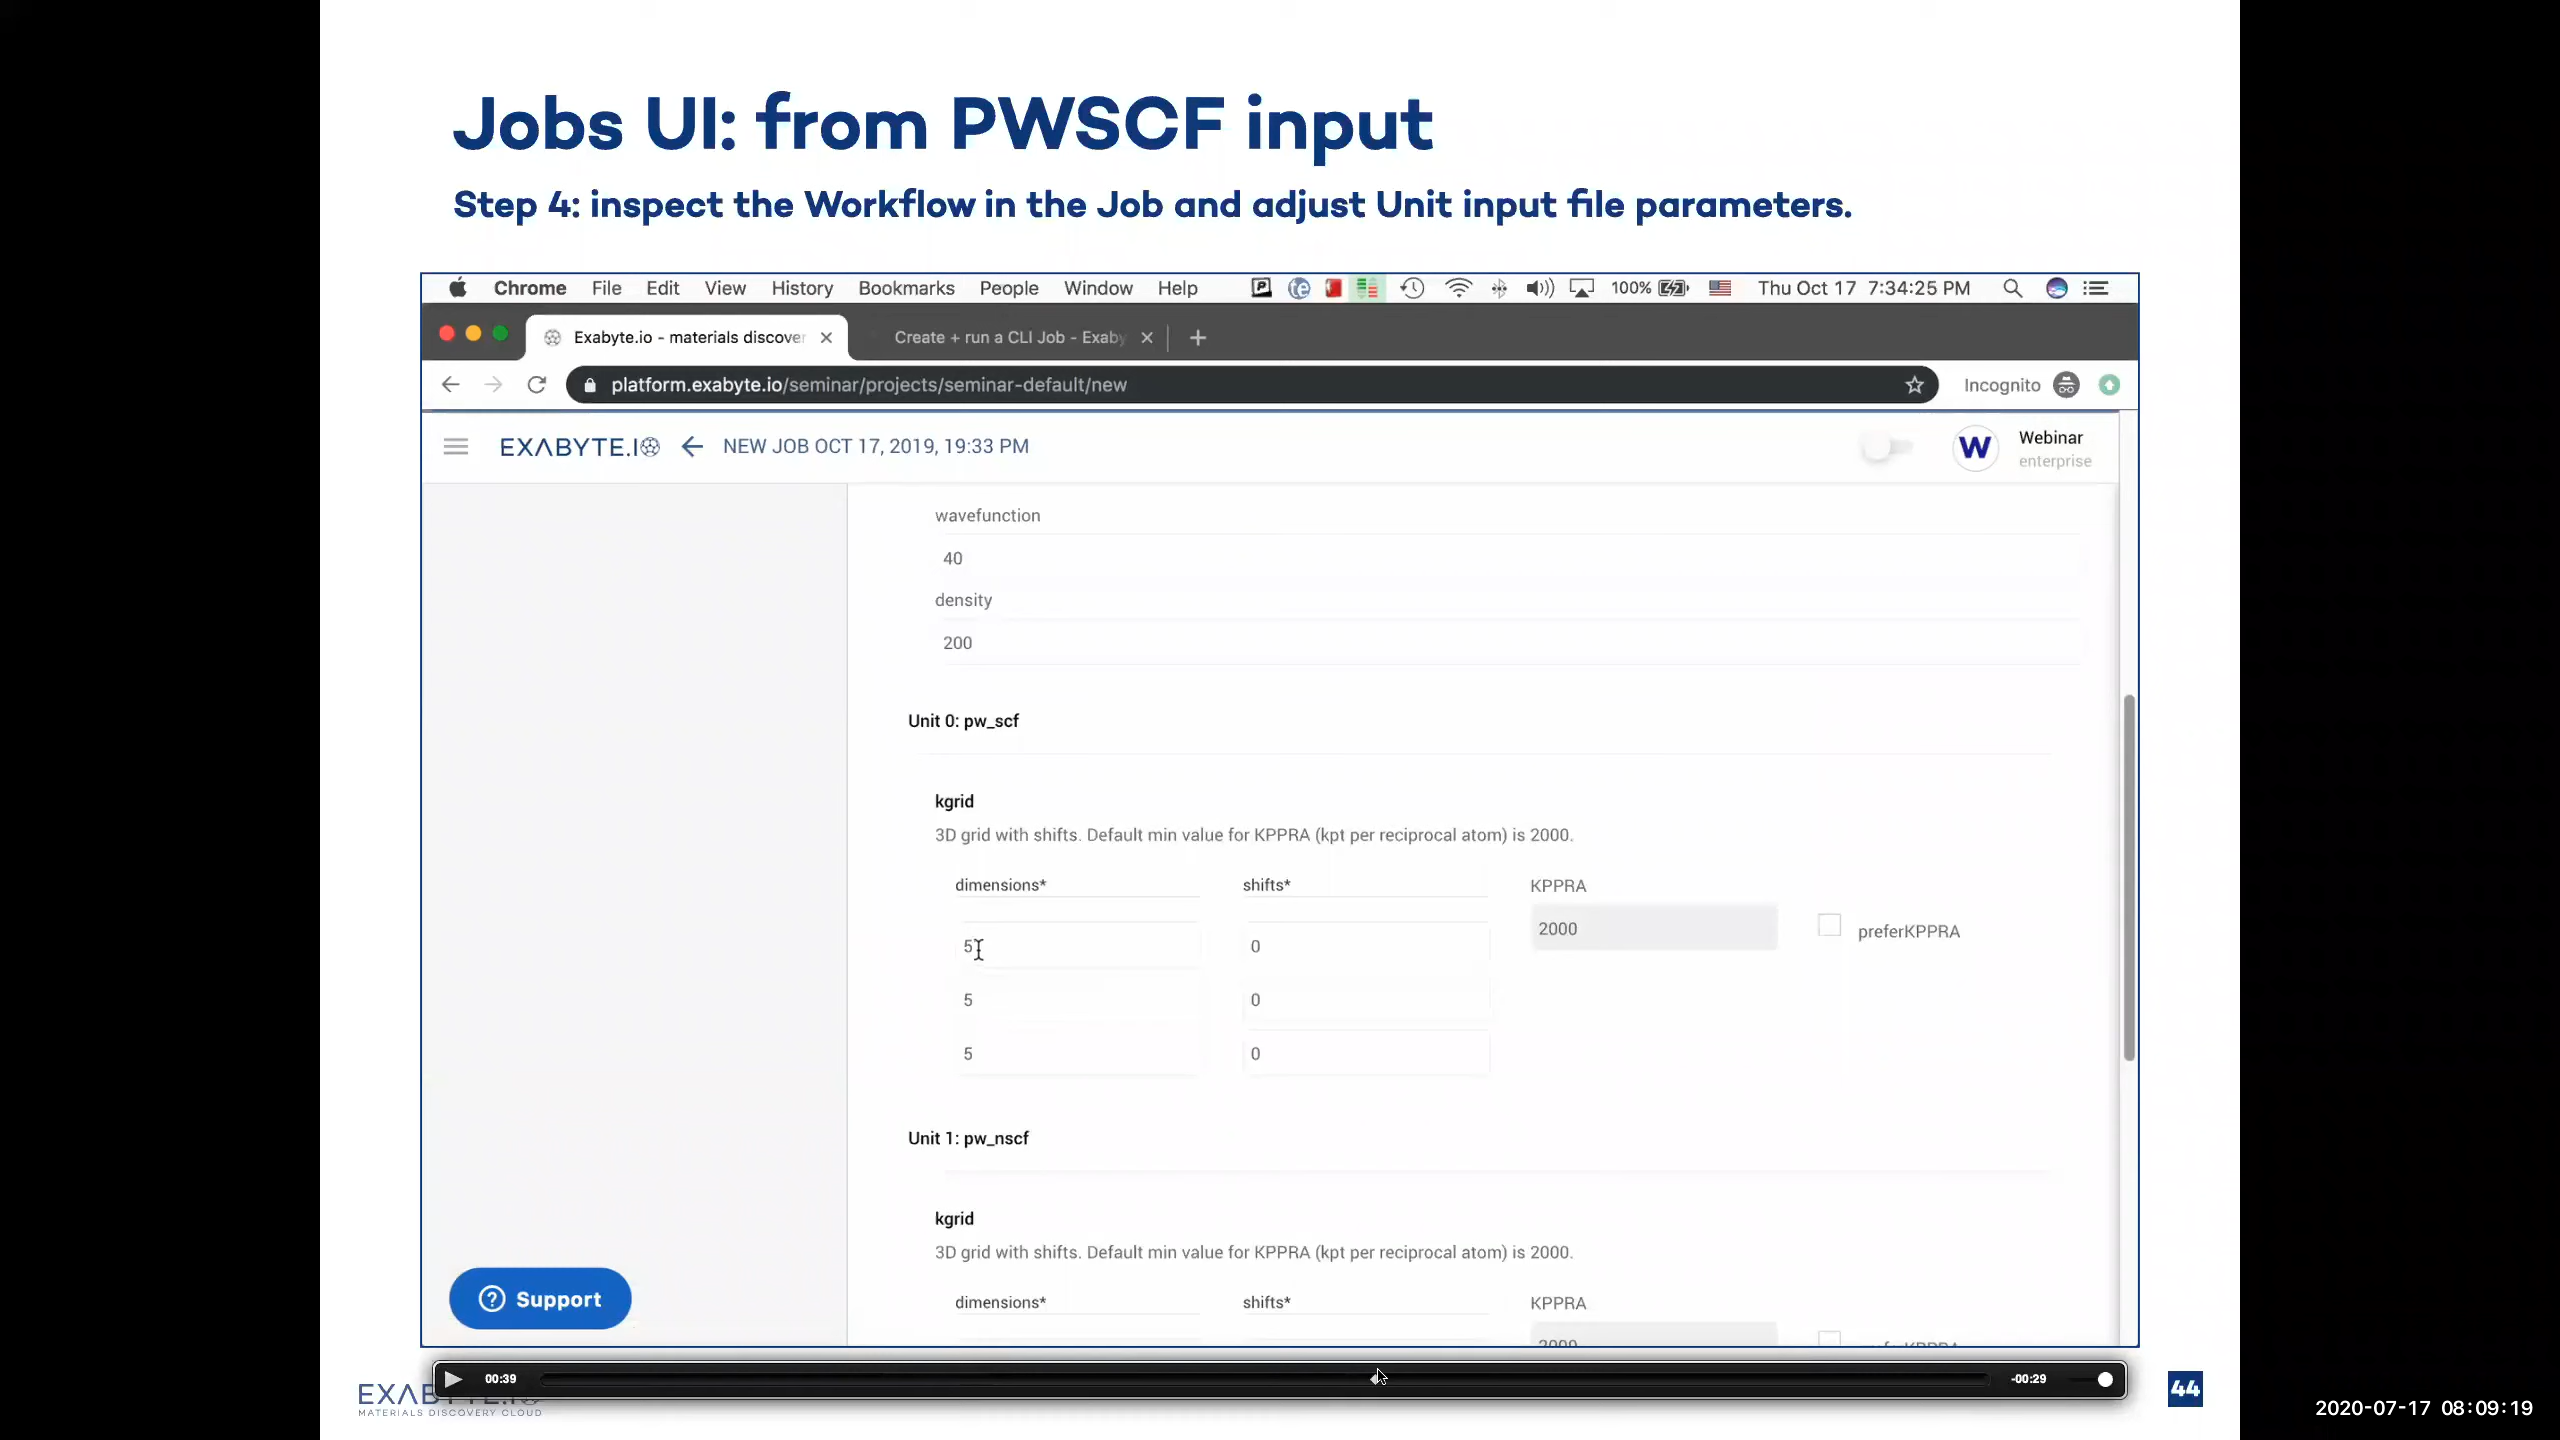 Jobs UI: from PWSCF input
Step 4: inspect the Workflow in the Job and adjust Unit input file parameters.
Chrome File Edit View History Bookmarks People Window Help 100% Thu Oct 17 7:34:25 PM
Exabyte.io - materials discover Create + run a CLI Job - Exaby
platform.exabyte.io/seminar/projects/seminar-default/new Incognito
EXABYTE.IO NEW JOB OCT 17, 2019, 19:33 PM W Webinar
enterprise
wavefunction
40
density
200
Unit 0: pw_scf
kgrid
3D grid with shifts. Default min value for KPPRA (kpt per reciprocal atom) is 2000.
dimensions* shifts* KPPRA
5 0 2000 preferKPPRA
5 0
5 0
Unit 1: pw_nscf
kgrid
3D grid with shifts. Default min value for KPPRA (kpt per reciprocal atom) is 2000.
dimensions* shifts* KPPRA
2000 preferKPPRA
Support
00:39 -00:29
44
MATERIALS DISCOVERY CLOUD
2020-07-17 08:09:19